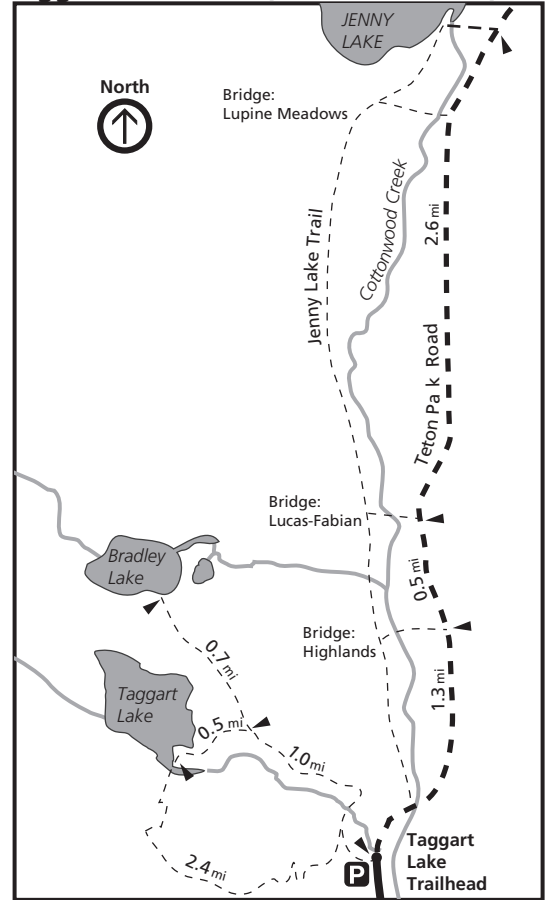 JENNY
LAKE
North
Bridge:
Lupine Meadows
Cottonwood Creek
Jenny Lake Trail
2.6 mi
Teton Pa k Road
Bridge:
Lucas-Fabian
Bradley
Lake
0.5 mi
0.7 mi
Bridge:
Highlands
Taggart
Lake
1.3 mi
0.5 mi
1.0 mi
2.4 mi
P
Taggart
Lake
Trailhead